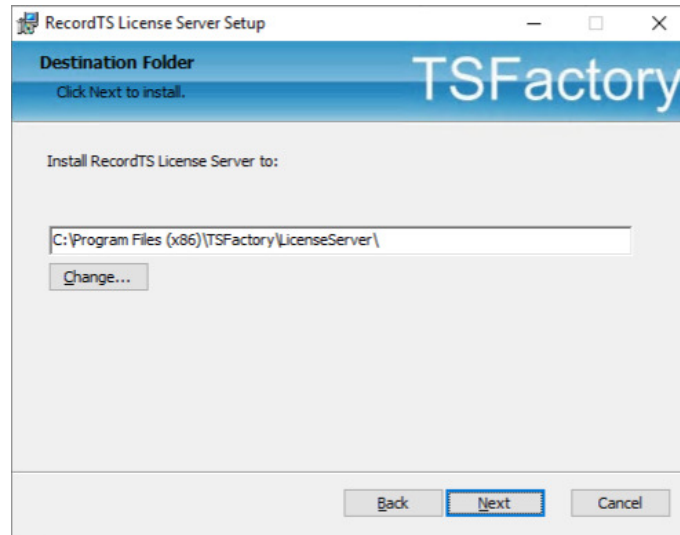 RecordTS License Server Setup
Destination Folder
Click Next to install.
TSFactory
Install RecordTS License Server to:
C:\Program Files (x86)\TSFactory\LicenseServer\
Change...
Back Next Cancel